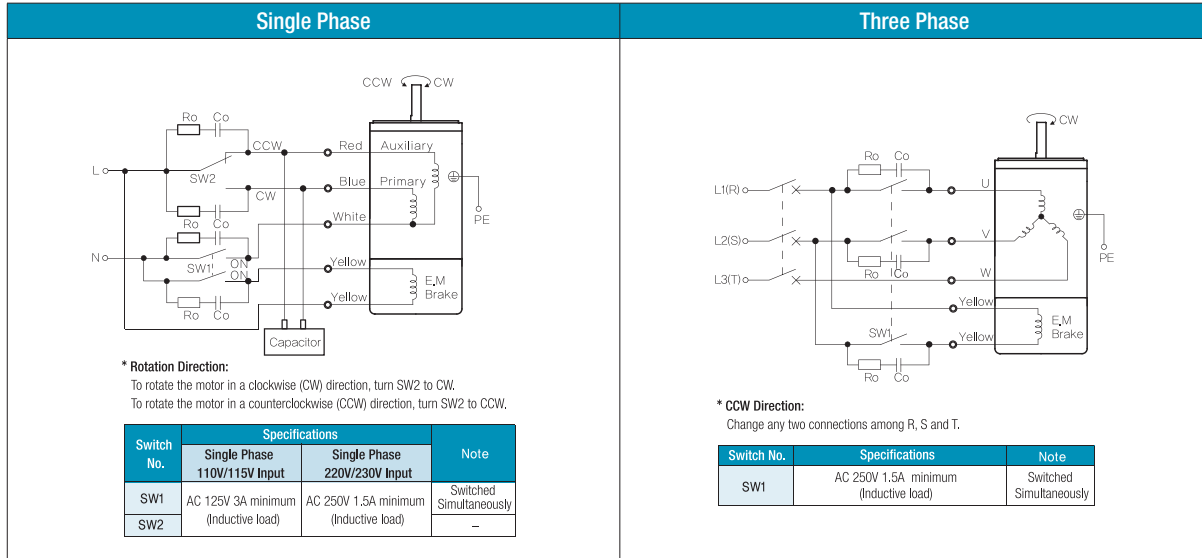 Single Phase
CCW CW
Ro Co
CCW
Red Auxiliary
L
SW2
Blue Primary
CW
PE
Ro Co
White
Ro Co
N
SW1 ON
ON
Yellow
E.M
Brake
Yellow
Ro Co
Capacitor
* Rotation Direction:
To rotate the motor in a clockwise (CW) direction, turn SW2 to CW.
To rotate the motor in a counterclockwise (CCW) direction, turn SW2 to CCW.
Switch No. Specifications Note
Single Phase 110V/115V Input Single Phase 220V/230V Input
SW1 AC 125V 3A minimum (Inductive load) AC 250V 1.5A minimum (Inductive load) Switched Simultaneously
SW2 –
Three Phase
CW
Ro Co
L1(R) U
L2(S) V
PE
Ro Co
L3(T) W
Yellow
E.M
Brake
SW1 Yellow
Ro Co
* CCW Direction:
Change any two connections among R, S and T.
Switch No. Specifications Note
SW1 AC 250V 1.5A minimum (Inductive load) Switched Simultaneously